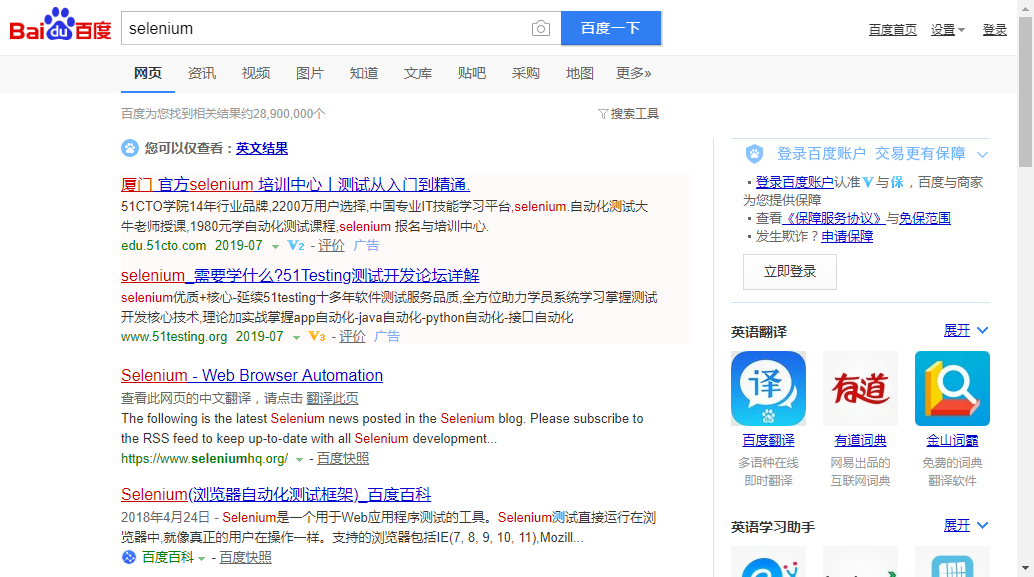 Bai du 百度
selenium
百度一下
百度首页 设置 登录
网页 资讯 视频 图片 知道 文库 贴吧 采购 地图 更多»
百度为您找到相关结果约28,900,000个
搜索工具
您可以仅查看：英文结果
厦门 官方selenium 培训中心丨测试从入门到精通.
51CTO学院14年行业品牌,2200万用户选择,中国专业IT技能学习平台,selenium.自动化测试大
牛老师授课,1980元学自动化测试课程,selenium 报名与培训中心.
edu.51cto.com 2019-07 V2 - 评价 广告
selenium_需要学什么?51Testing测试开发论坛详解
selenium优质+核心-延续51testing十多年软件测试服务品质,全方位助力学员系统学习掌握测试
开发核心技术,理论加实战掌握app自动化-java自动化-python自动化-接口自动化
www.51testing.org 2019-07 V3 - 评价 广告
Selenium - Web Browser Automation
查看此网页的中文翻译，请点击 翻译此页
The following is the latest Selenium news posted in the Selenium blog. Please subscribe to
the RSS feed to keep up-to-date with all Selenium development...
https://www.seleniumhq.org/ - 百度快照
Selenium(浏览器自动化测试框架)_百度百科
2018年4月24日 - Selenium是一个用于Web应用程序测试的工具。Selenium测试直接运行在浏
览器中,就像真正的用户在操作一样。支持的浏览器包括IE(7, 8, 9, 10, 11),Mozill...
百度百科 - 百度快照
登录百度账户 交易更有保障
· 登录百度账户认准V与保，百度与商家
为您提供保障
· 查看《保障服务协议》与免保范围
· 发生欺诈？申请保障
立即登录
英语翻译 展开
译 有道
百度翻译 有道词典 金山词霸
多语种在线 网易出品的 免费的词典
即时翻译 互联网词典 翻译软件
英语学习助手 展开